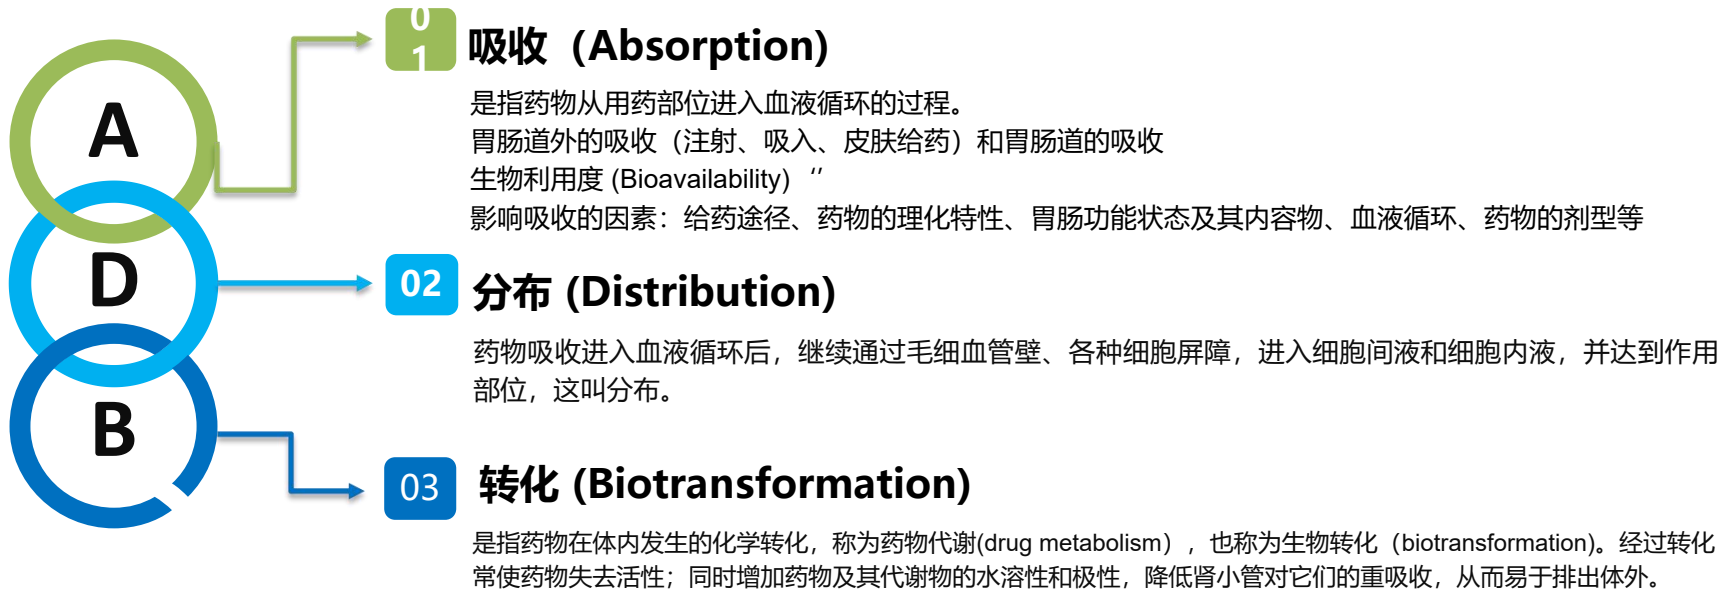 A
01
吸收 (Absorption)
是指药物从用药部位进入血液循环的过程。
胃肠道外的吸收（注射、吸入、皮肤给药）和胃肠道的吸收
生物利用度 (Bioavailability) ′′
影响吸收的因素：给药途径、药物的理化特性、胃肠功能状态及其内容物、血液循环、药物的剂型等
D
02
分布 (Distribution)
药物吸收进入血液循环后，继续通过毛细血管壁、各种细胞屏障，进入细胞间液和细胞内液，并达到作用
部位，这叫分布。
B
03
转化 (Biotransformation)
是指药物在体内发生的化学转化，称为药物代谢(drug metabolism），也称为生物转化（biotransformation)。经过转化
常使药物失去活性；同时增加药物及其代谢物的水溶性和极性，降低肾小管对它们的重吸收，从而易于排出体外。